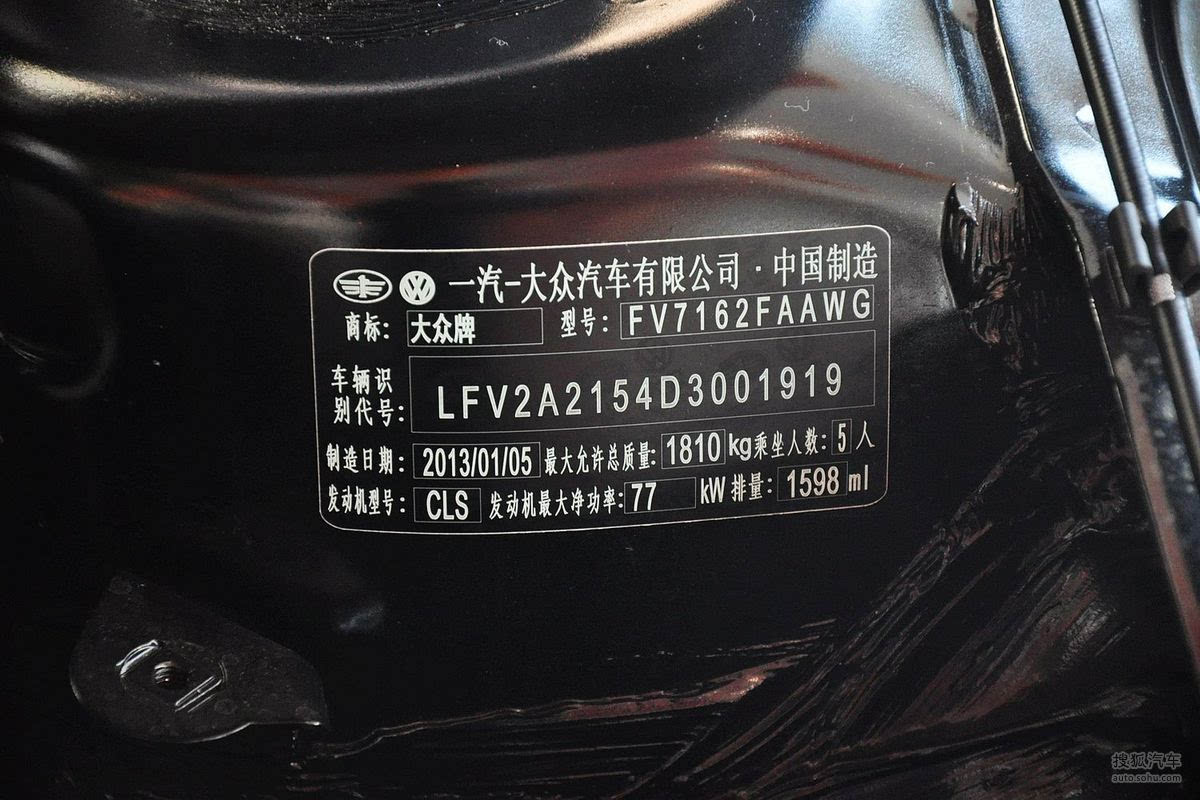 一汽-大众汽车有限公司·中国制造
商标: 大众牌 型号: FV7162FAAWG
车辆识
别代号: LFV2A2154D3001919
制造日期: 2013/01/05 最大允许总质量: 1810 kg 乘坐人数: 5 人
发动机型号: CLS 发动机最大净功率: 77 kW 排量: 1598 ml
搜狐汽车
auto.sohu.com